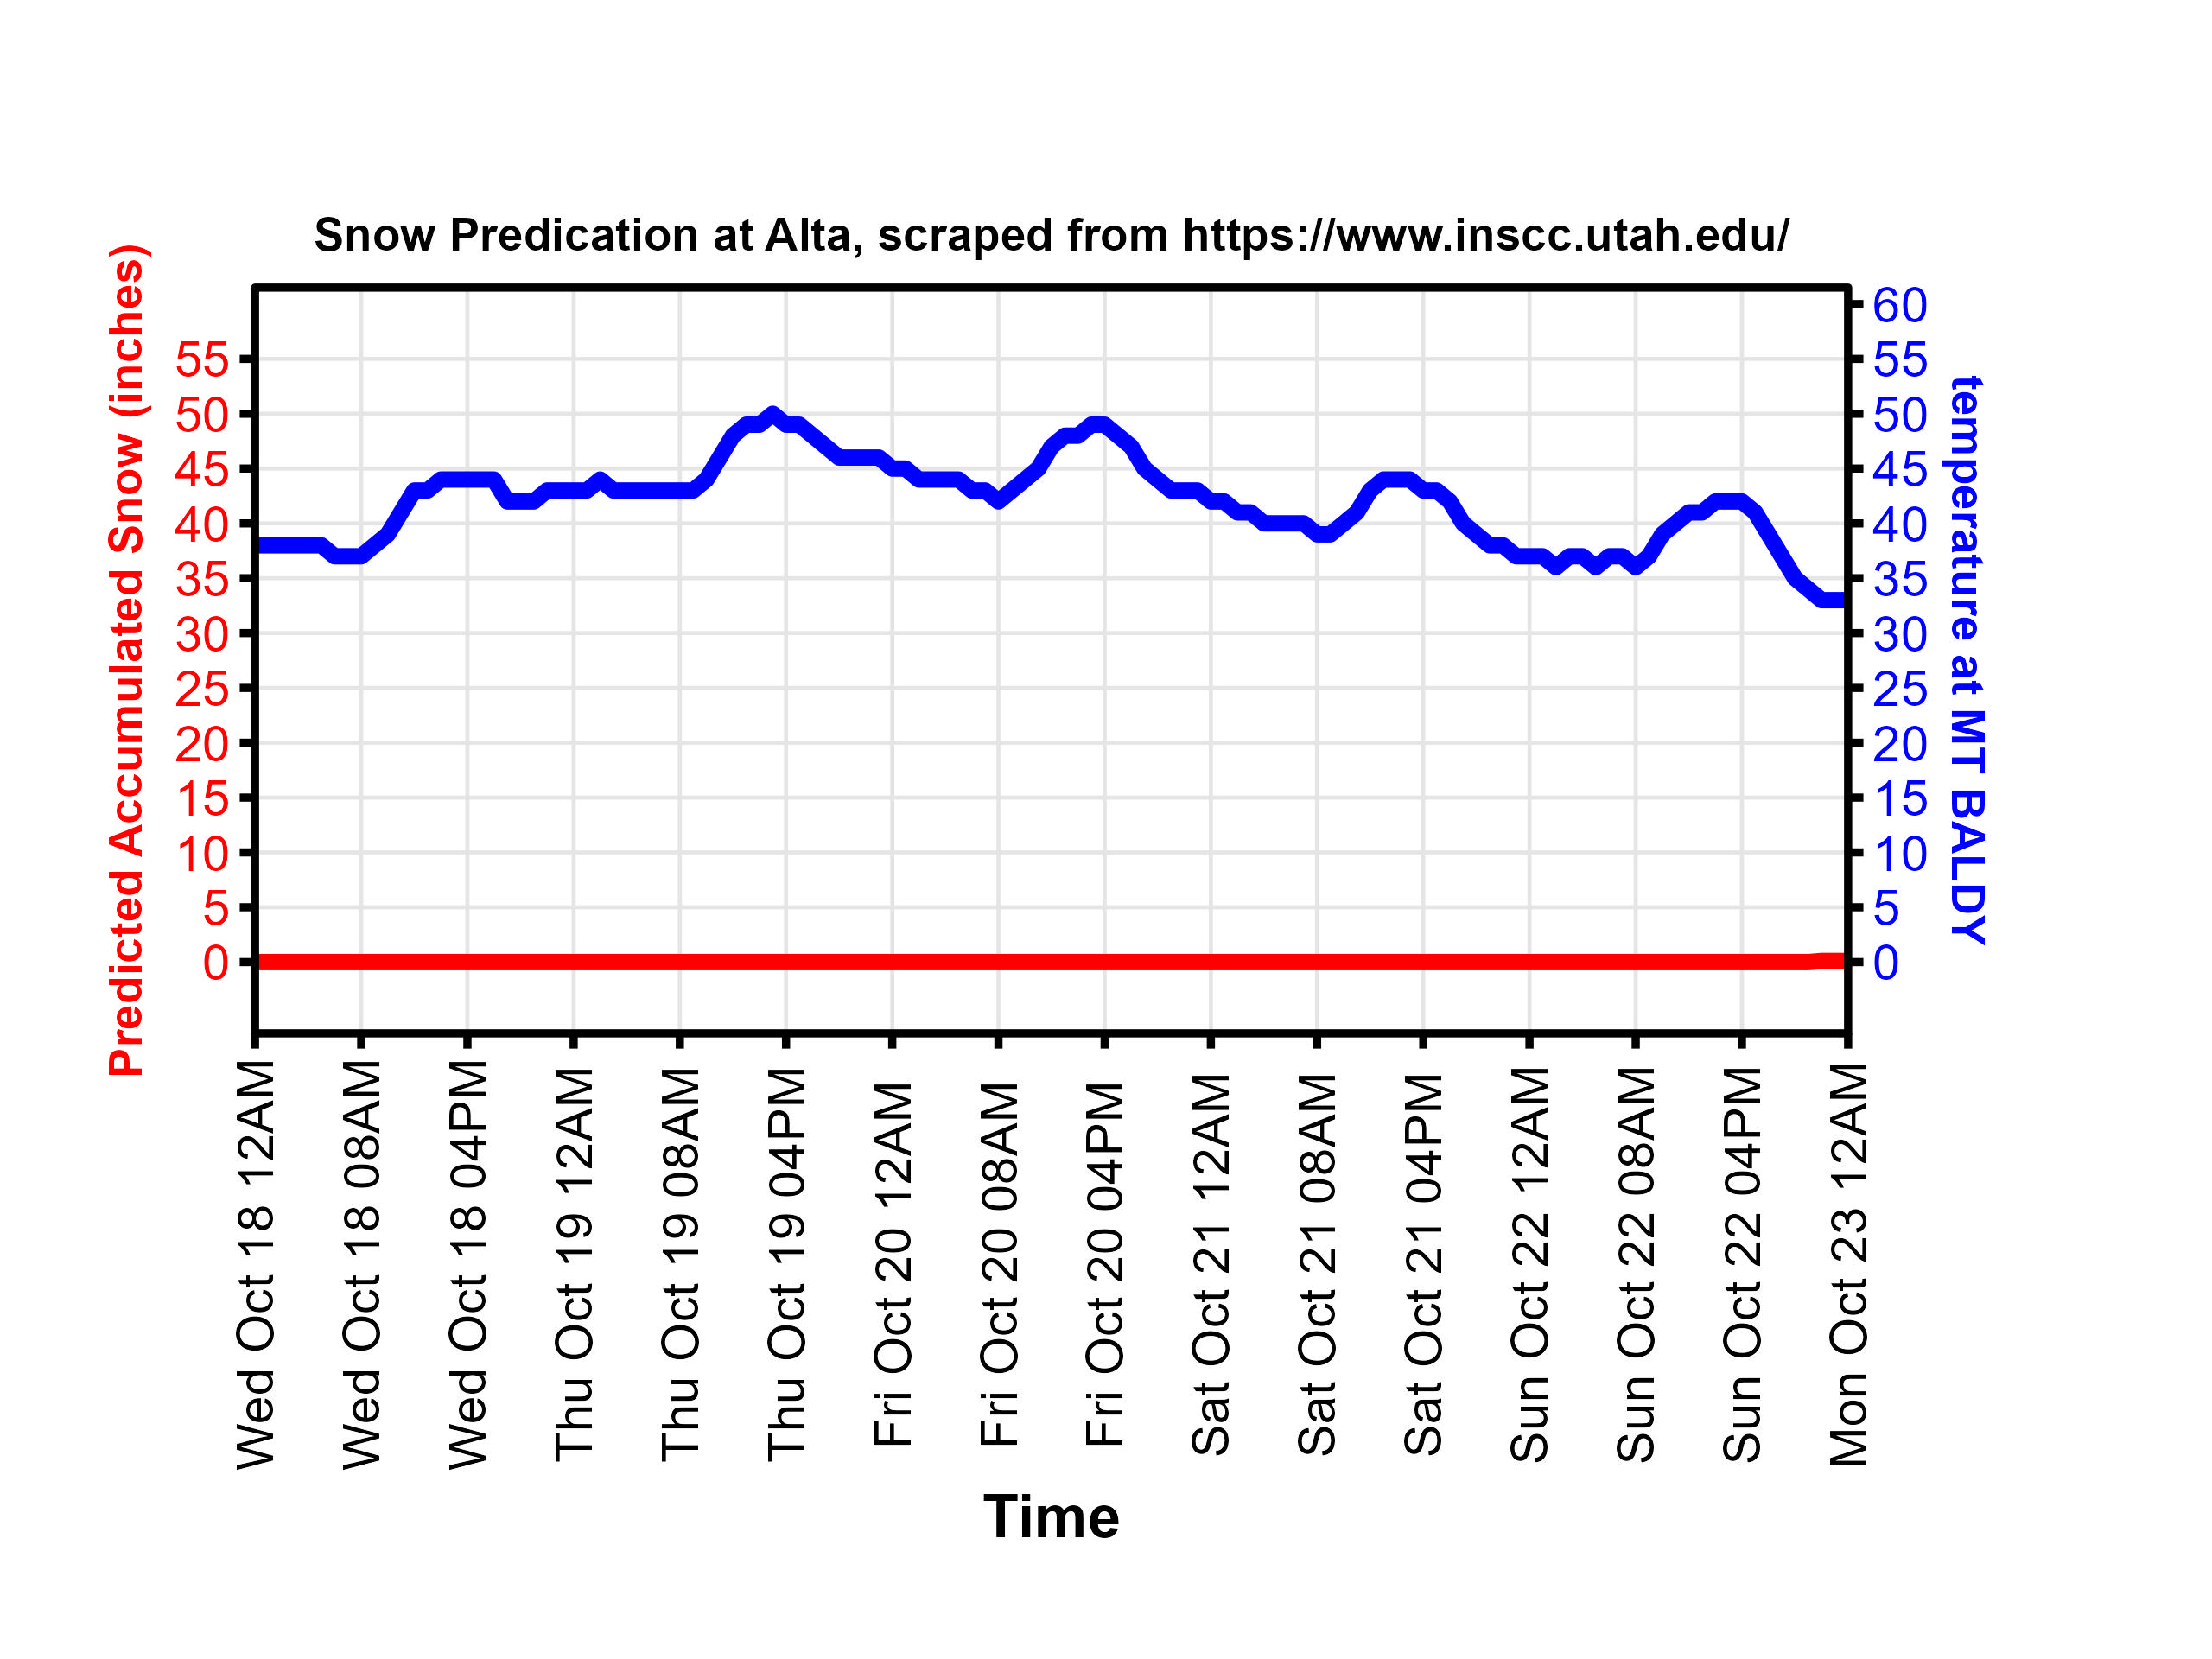 Snow Predication at Alta, scraped from https://www.inscc.utah.edu/
Predicted Accumulated Snow (inches)
55
50
45
40
35
30
25
20
15
10
5
0
60
55
50
45
40
35
30
25
20
15
10
5
0
temperature at MT BALDY
Wed Oct 18 12AM
Wed Oct 18 08AM
Wed Oct 18 04PM
Thu Oct 19 12AM
Thu Oct 19 08AM
Thu Oct 19 04PM
Fri Oct 20 12AM
Fri Oct 20 08AM
Fri Oct 20 04PM
Sat Oct 21 12AM
Sat Oct 21 08AM
Sat Oct 21 04PM
Sun Oct 22 12AM
Sun Oct 22 08AM
Sun Oct 22 04PM
Mon Oct 23 12AM
Time